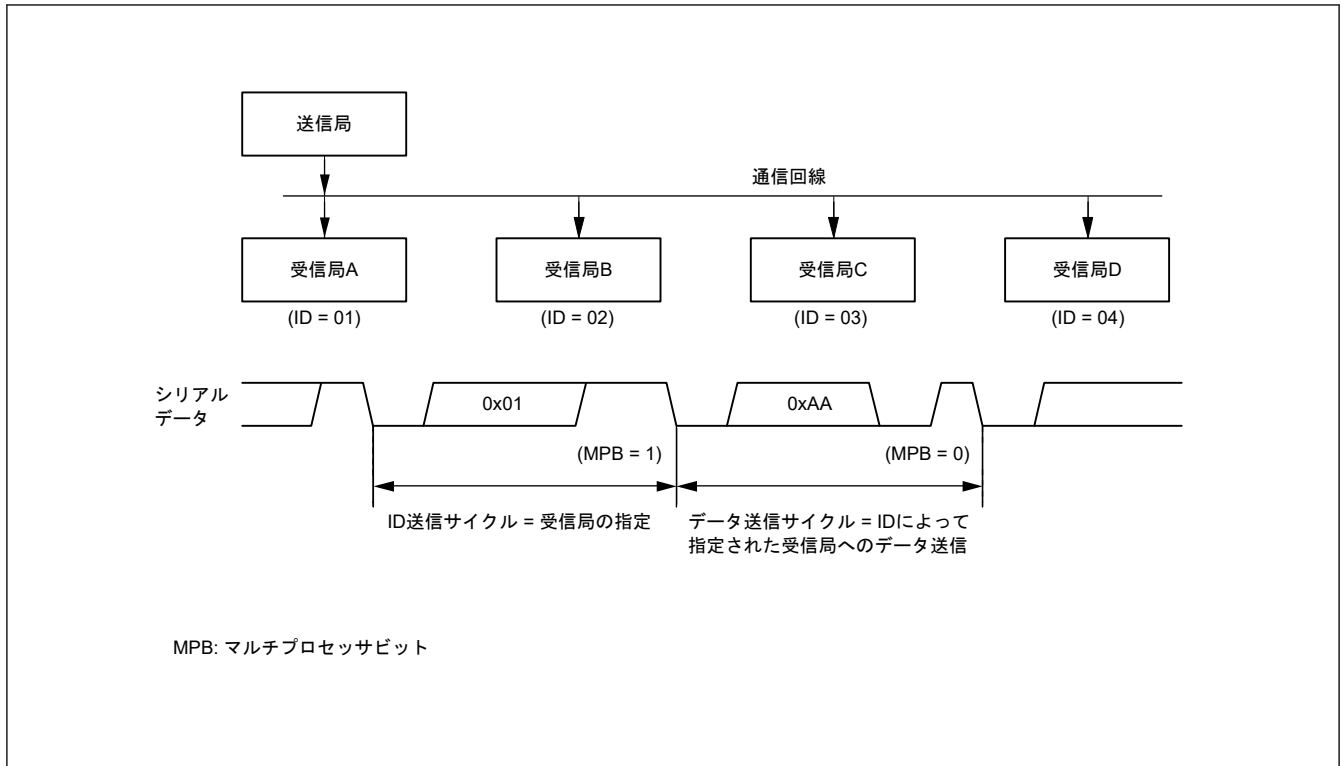 送信局
通信回線
受信局A
受信局B
受信局C
受信局D
(ID = 01)
(ID = 02)
(ID = 03)
(ID = 04)
シリアル
データ
0x01
0xAA
(MPB = 1)
(MPB = 0)
ID送信サイクル = 受信局の指定
データ送信サイクル = IDによって
指定された受信局へのデータ送信
MPB: マルチプロセッサビット